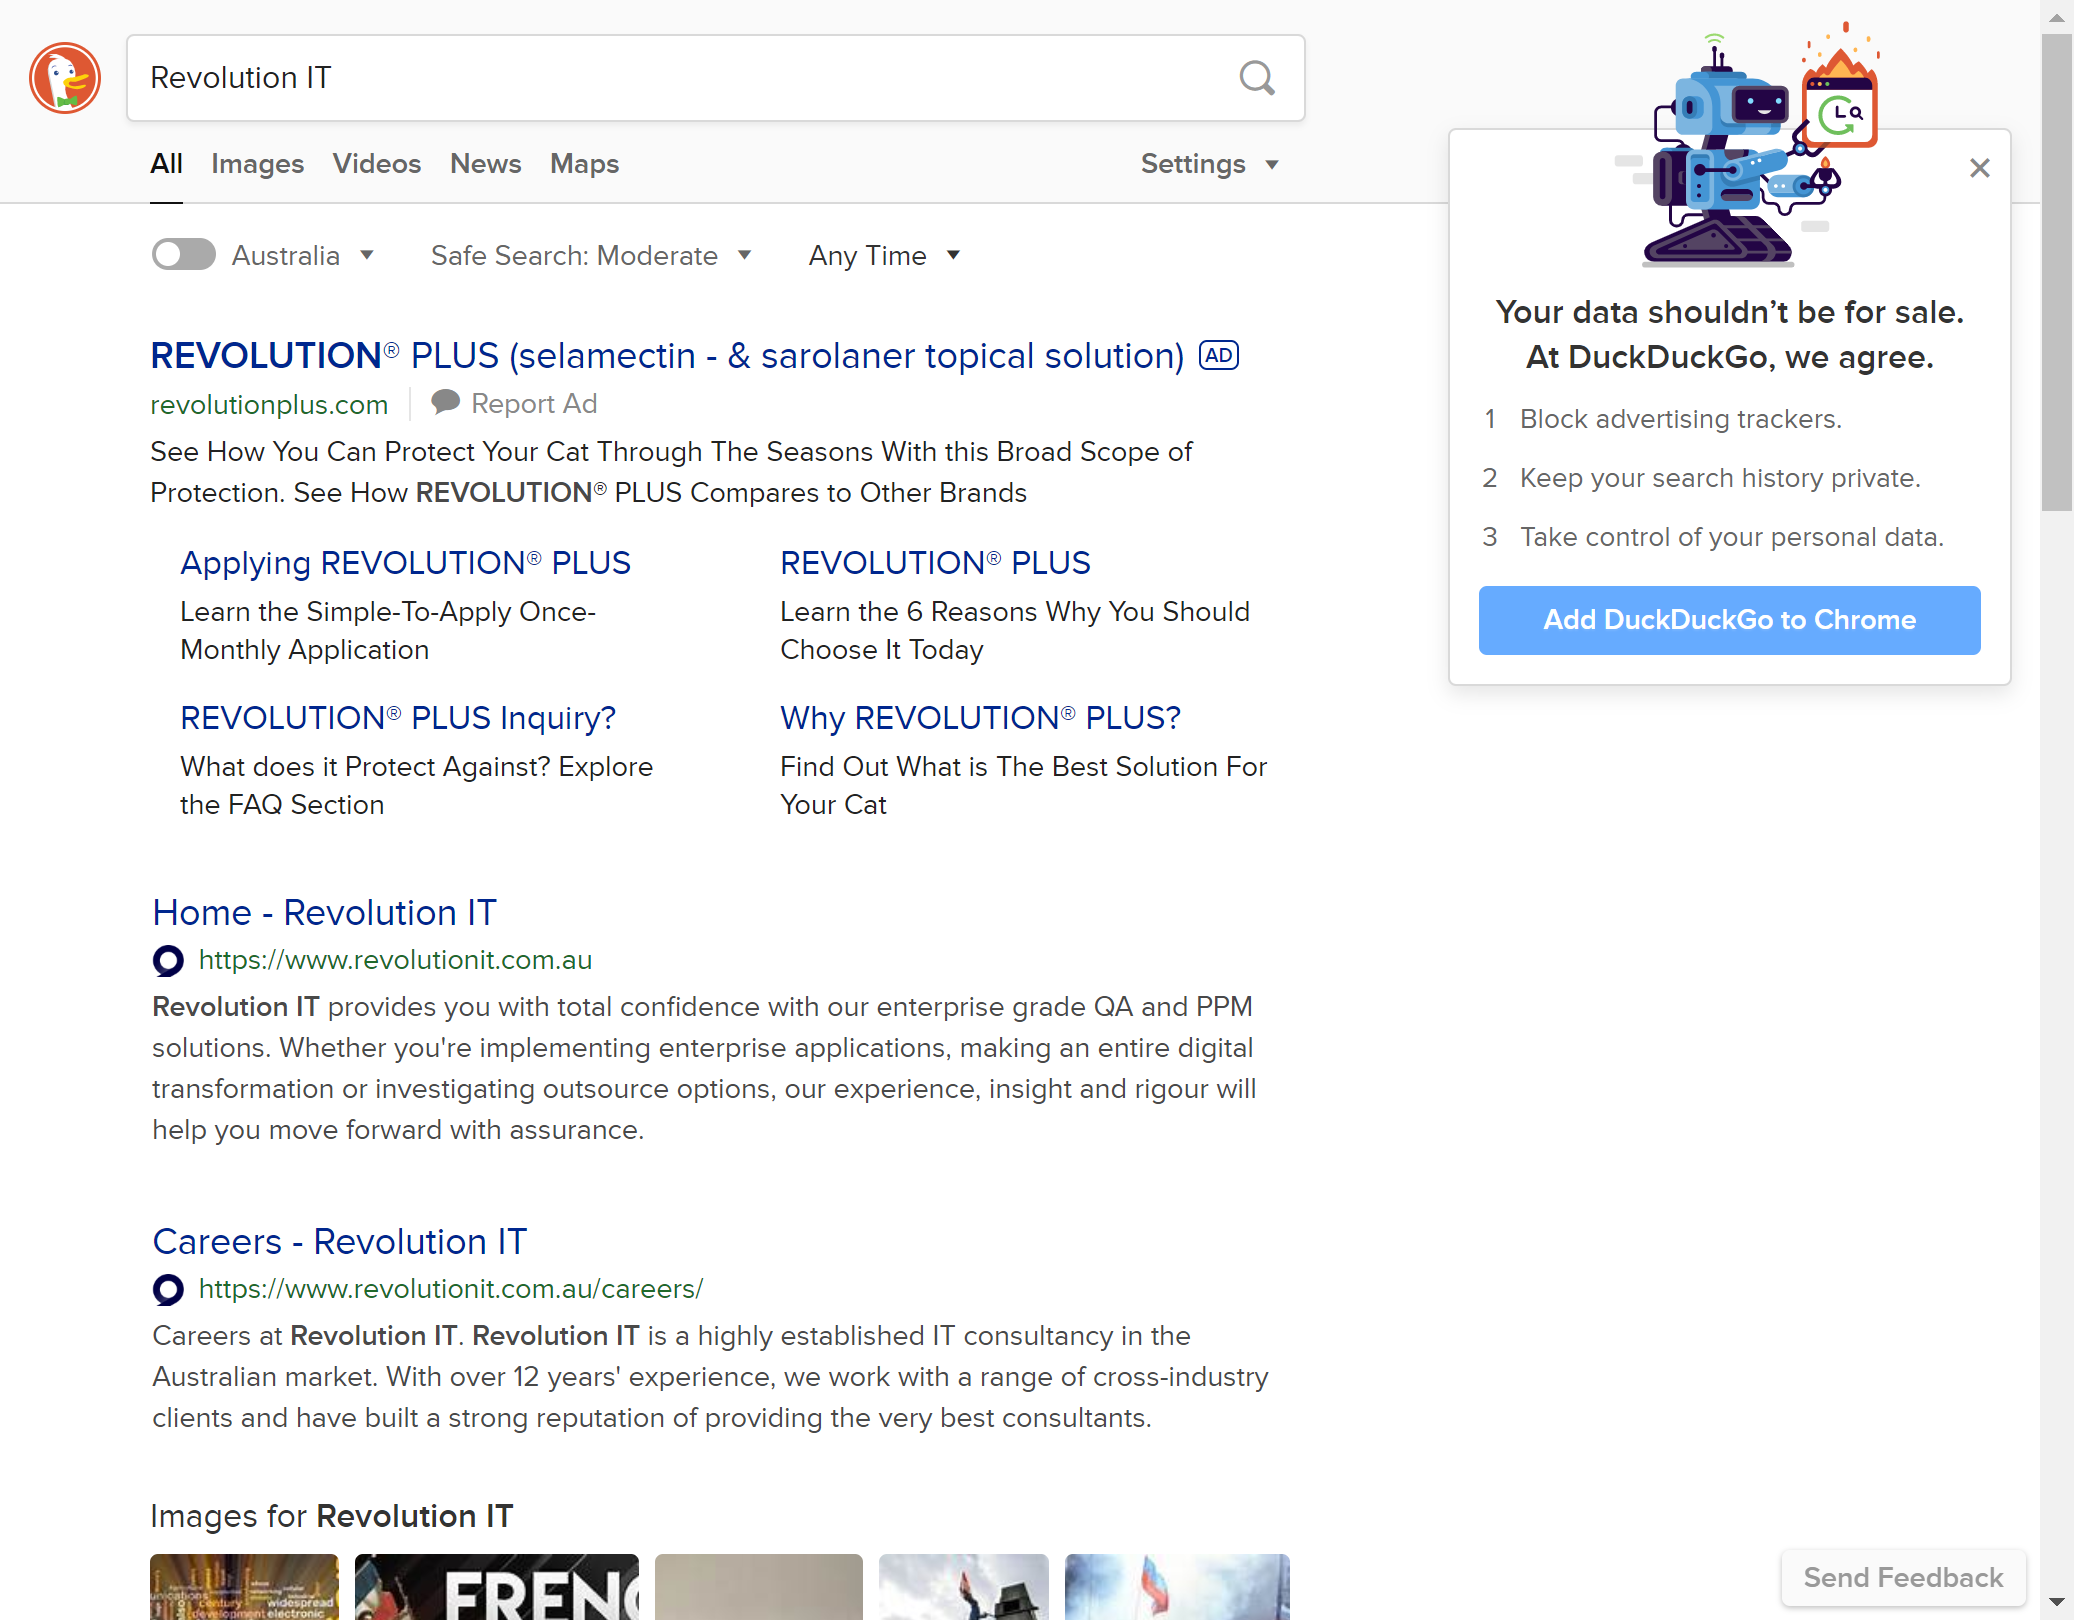 Revolution IT
All Images Videos News Maps Settings
Australia Safe Search: Moderate Any Time
REVOLUTION® PLUS (selamectin - & sarolaner topical solution) AD
revolutionplus.com Report Ad
See How You Can Protect Your Cat Through The Seasons With this Broad Scope of
Protection. See How REVOLUTION® PLUS Compares to Other Brands
Applying REVOLUTION® PLUS
Learn the Simple-To-Apply Once-
Monthly Application
REVOLUTION® PLUS
Learn the 6 Reasons Why You Should
Choose It Today
REVOLUTION® PLUS Inquiry?
What does it Protect Against? Explore
the FAQ Section
Why REVOLUTION® PLUS?
Find Out What is The Best Solution For
Your Cat
Home - Revolution IT
https://www.revolutionit.com.au
Revolution IT provides you with total confidence with our enterprise grade QA and PPM
solutions. Whether you're implementing enterprise applications, making an entire digital
transformation or investigating outsource options, our experience, insight and rigour will
help you move forward with assurance.
Careers - Revolution IT
https://www.revolutionit.com.au/careers/
Careers at Revolution IT. Revolution IT is a highly established IT consultancy in the
Australian market. With over 12 years' experience, we work with a range of cross-industry
clients and have built a strong reputation of providing the very best consultants.
Images for Revolution IT
century widespread
development electronic
FRENC
Your data shouldn’t be for sale.
At DuckDuckGo, we agree.
1 Block advertising trackers.
2 Keep your search history private.
3 Take control of your personal data.
Add DuckDuckGo to Chrome
Send Feedback